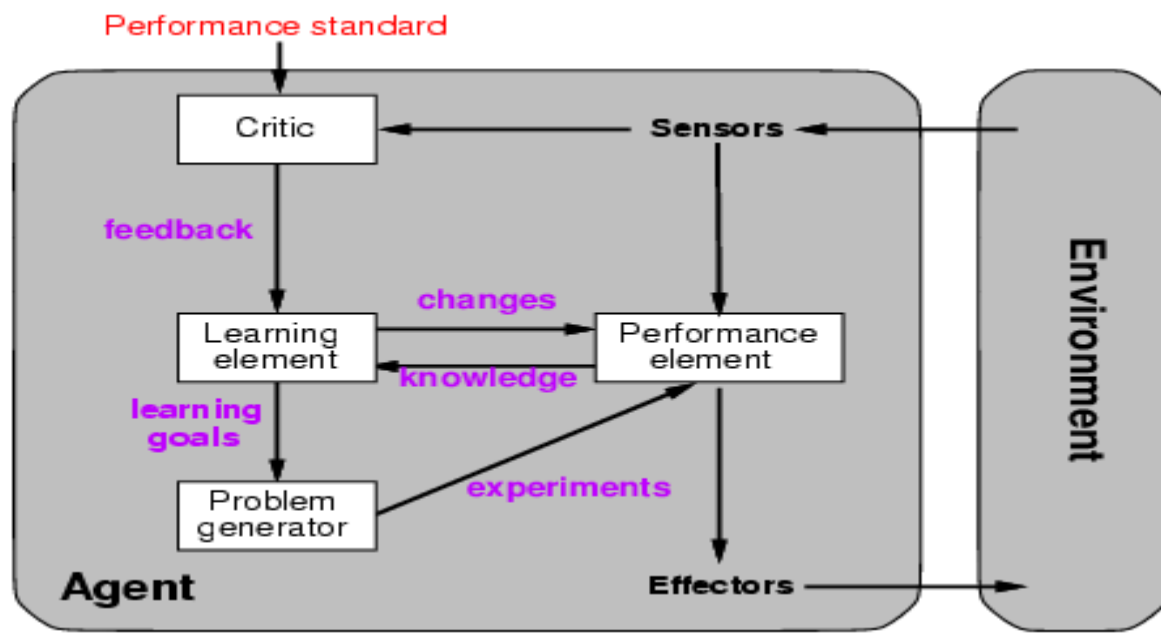 Performance standard
Critic
Sensors
feedback
changes
Learning
element
Performance
element
knowledge
learning
goals
Problem
generator
experiments
Agent
Effectors
Environment